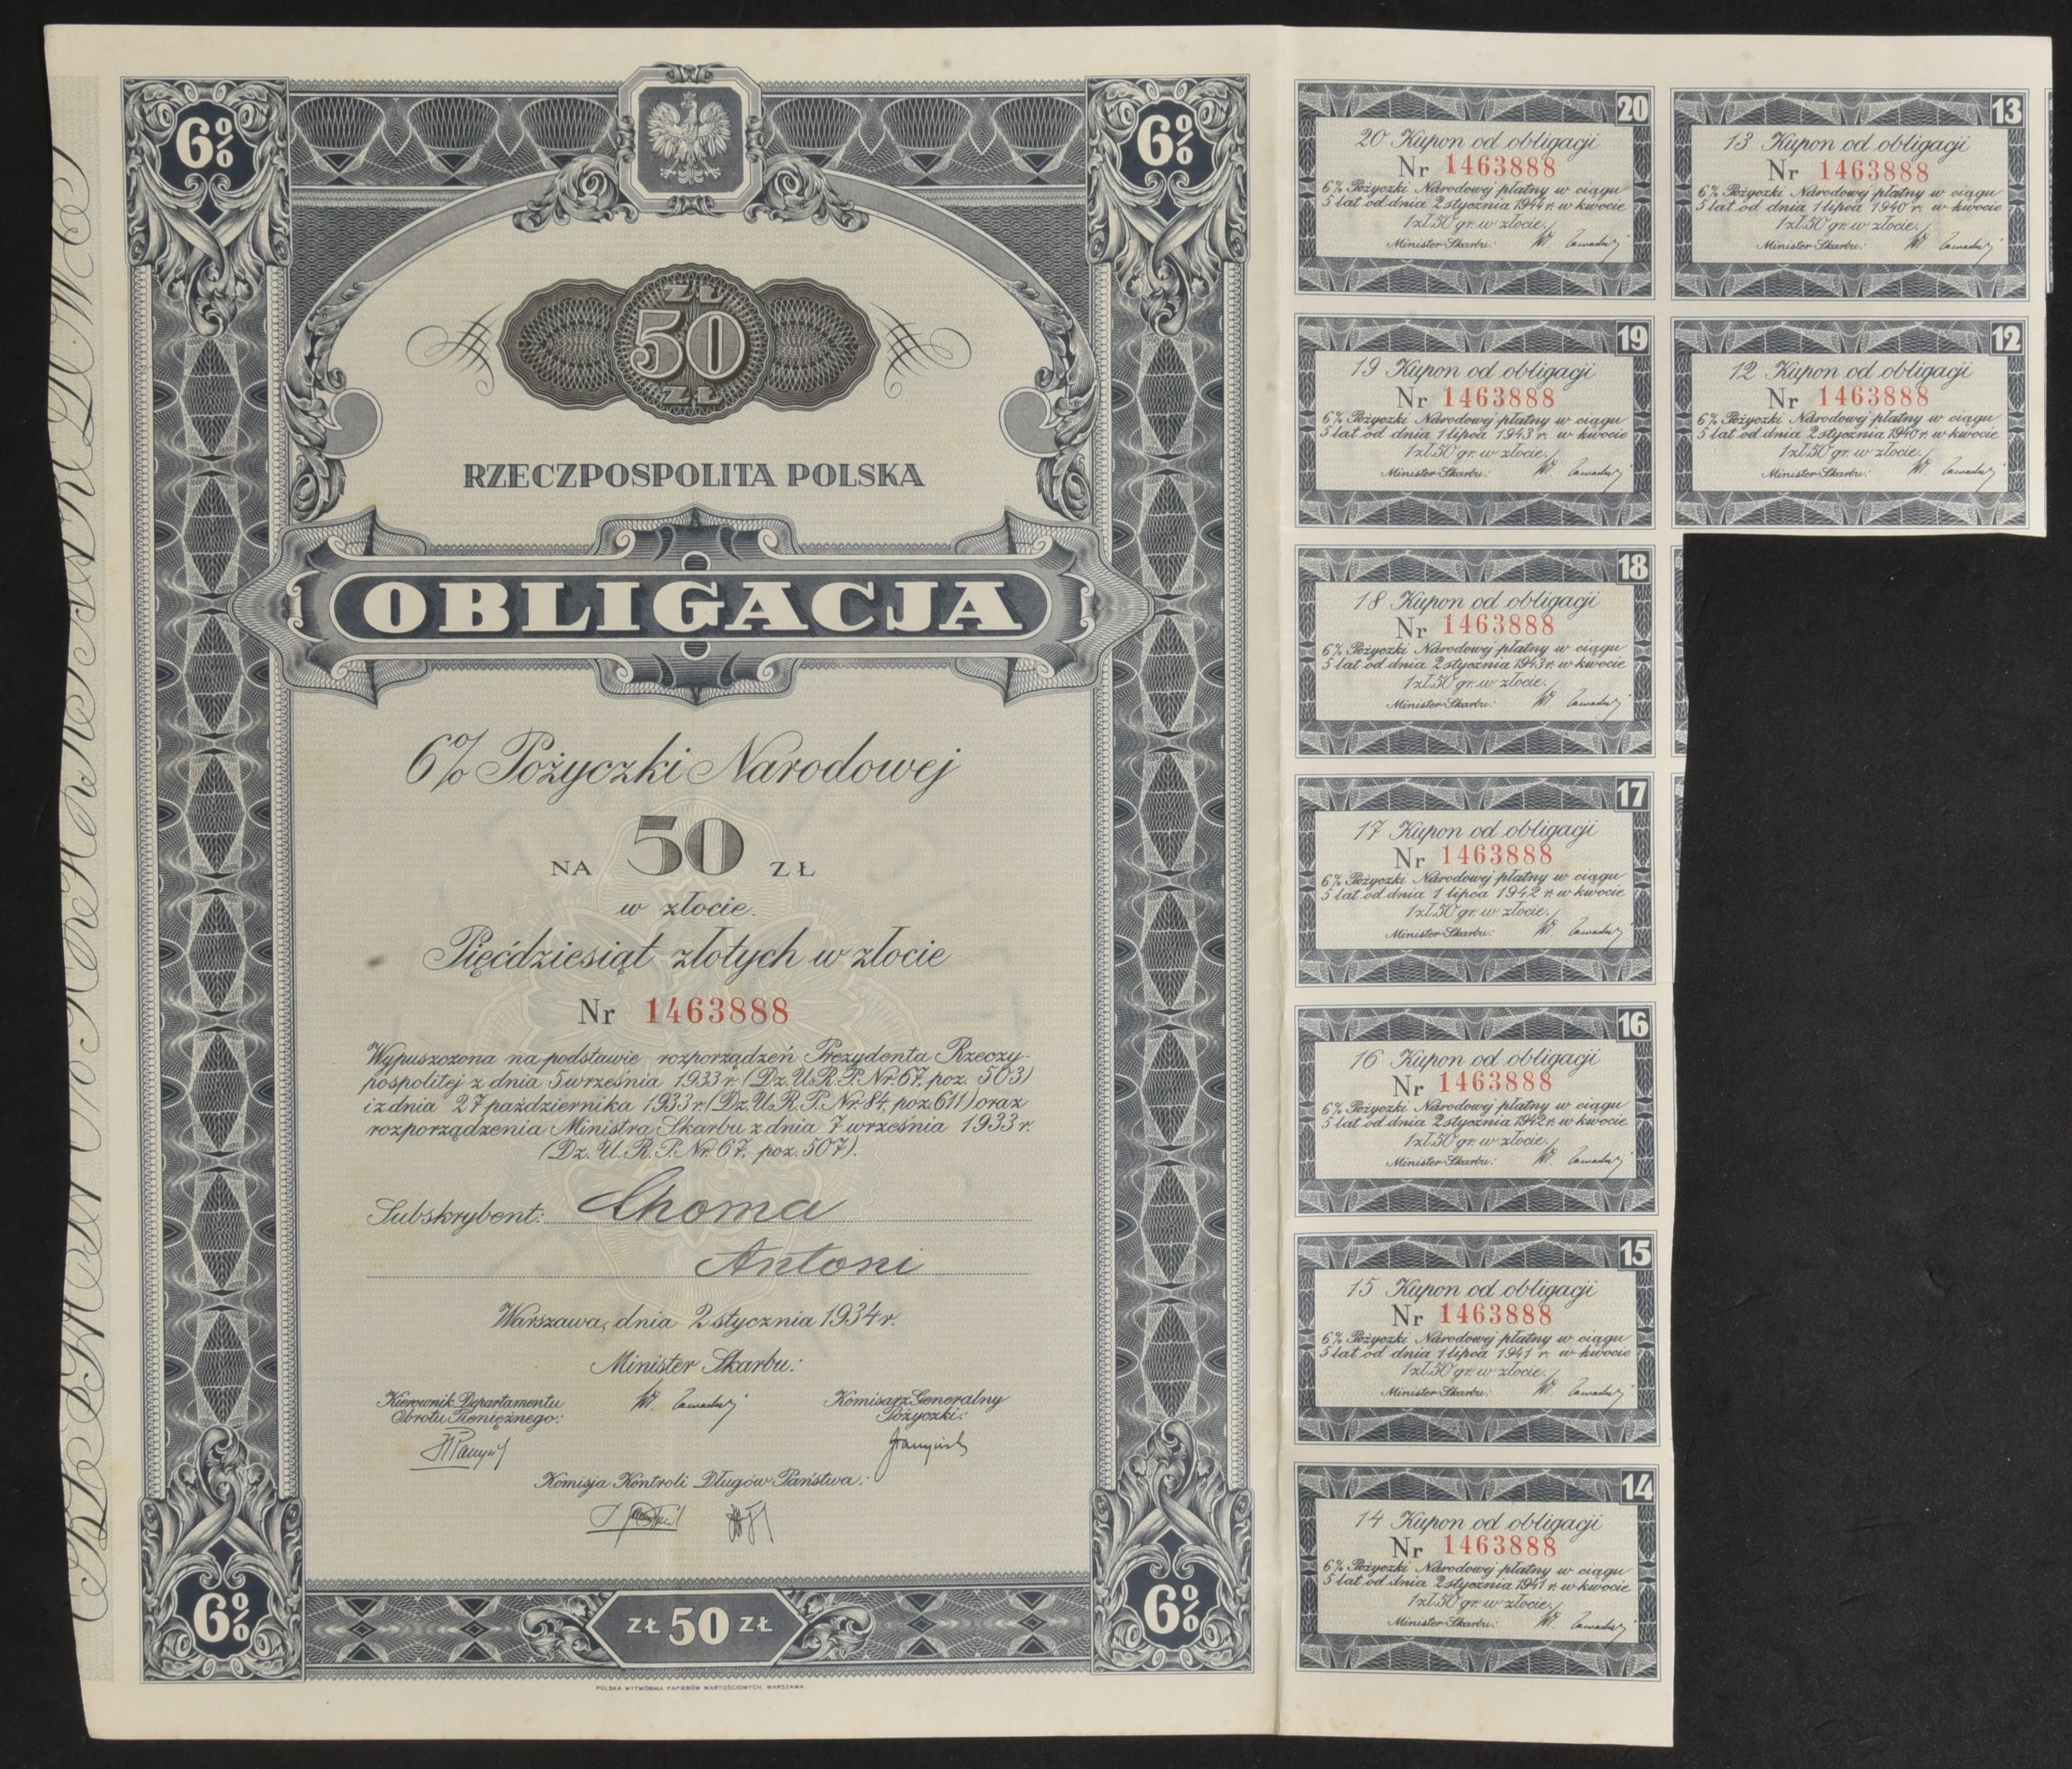 6%
6%
ZŁ
50
ZŁ
RZECZPOSPOLITA POLSKA
OBLIGACJA
6% Pożyczki Narodowej
NA 50 ZŁ
w złocie.
Pięćdziesiąt złotych w złocie
Nr 1463888
Wypuszczona na podstawie rozporządzeń Prezydenta Rzeczy-
pospolitej z dnia 5 września 1933 r. (Dz. U. R. P. Nr. 67, poz. 503)
i z dnia 27 października 1933 r. (Dz. U. R. P. Nr. 84, poz. 611) oraz
rozporządzenia Ministra Skarbu z dnia 7 września 1933 r.
(Dz. U. R. P. Nr. 67, poz. 507).
Subskrybent: Choma
Antoni
Warszawa, dnia 2 stycznia 1934 r.
Minister Skarbu:
Kierownik Departamentu
Obrotu Pieniężnego:
Komisarz Generalny
Pożyczki:
Komisja Kontroli Długów Państwa:
6%
ZŁ 50 ZŁ
6%
POLSKA WYTWÓRNIA PAPIERÓW WARTOŚCIOWYCH, WARSZAWA.
20
20 Kupon od obligacji
Nr 1463888
6% Pożyczki Narodowej płatny w ciągu
5 lat od dnia 2 stycznia 1944 r. w kwocie
1 zł. 50 gr. w złocie.
Minister Skarbu:
19
19 Kupon od obligacji
Nr 1463888
6% Pożyczki Narodowej płatny w ciągu
5 lat od dnia 1 lipca 1943 r. w kwocie
1 zł. 50 gr. w złocie.
Minister Skarbu:
18
18 Kupon od obligacji
Nr 1463888
6% Pożyczki Narodowej płatny w ciągu
5 lat od dnia 2 stycznia 1943 r. w kwocie
1 zł. 50 gr. w złocie.
Minister Skarbu:
17
17 Kupon od obligacji
Nr 1463888
6% Pożyczki Narodowej płatny w ciągu
5 lat od dnia 1 lipca 1942 r. w kwocie
1 zł. 50 gr. w złocie.
Minister Skarbu:
16
16 Kupon od obligacji
Nr 1463888
6% Pożyczki Narodowej płatny w ciągu
5 lat od dnia 2 stycznia 1942 r. w kwocie
1 zł. 50 gr. w złocie.
Minister Skarbu:
15
15 Kupon od obligacji
Nr 1463888
6% Pożyczki Narodowej płatny w ciągu
5 lat od dnia 1 lipca 1941 r. w kwocie
1 zł. 50 gr. w złocie.
Minister Skarbu:
14
14 Kupon od obligacji
Nr 1463888
6% Pożyczki Narodowej płatny w ciągu
5 lat od dnia 2 stycznia 1941 r. w kwocie
1 zł. 50 gr. w złocie.
Minister Skarbu:
13
13 Kupon od obligacji
Nr 1463888
6% Pożyczki Narodowej płatny w ciągu
5 lat od dnia 1 lipca 1940 r. w kwocie
1 zł. 50 gr. w złocie.
Minister Skarbu:
12
12 Kupon od obligacji
Nr 1463888
6% Pożyczki Narodowej płatny w ciągu
5 lat od dnia 2 stycznia 1940 r. w kwocie
1 zł. 50 gr. w złocie.
Minister Skarbu: